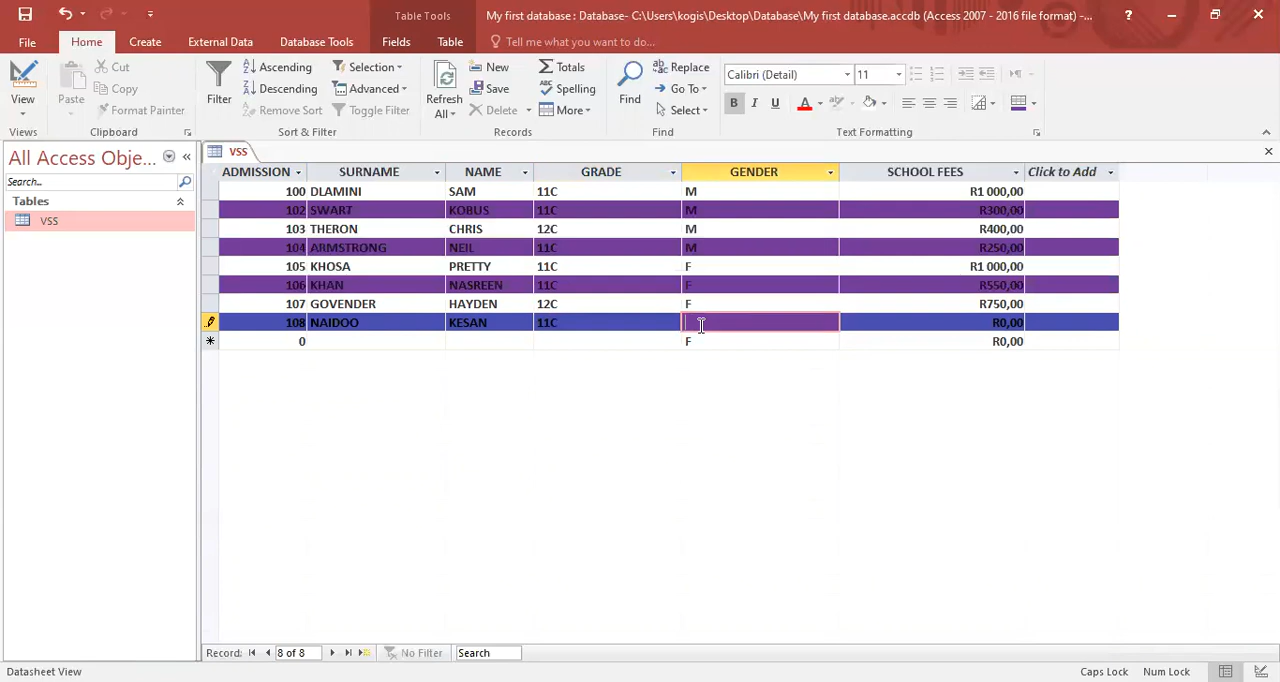 Table Tools
My first database : Database- C:\Users\kogis\Desktop\Database\My first database.accdb (Access 2007 - 2016 file format) -...
?
File Home Create External Data Database Tools Fields Table Tell me what you want to do...
View
Views
Paste
Cut
Copy
Format Painter
Clipboard
Filter
Ascending
Descending
Remove Sort
Selection
Advanced
Toggle Filter
Sort & Filter
Refresh
All
New
Save
Delete
Totals
Spelling
More
Records
Find
Replace
Go To
Select
Find
Calibri (Detail) 11
B I U A
Text Formatting
All Access Obje...
Search...
Tables
VSS
VSS
ADMISSION SURNAME NAME GRADE GENDER SCHOOL FEES Click to Add
100 DLAMINI SAM 11C M R1 000,00
102 SWART KOBUS 11C M R300,00
103 THERON CHRIS 12C M R400,00
104 ARMSTRONG NEIL 11C M R250,00
105 KHOSA PRETTY 11C F R1 000,00
106 KHAN NASREEN 11C F R550,00
107 GOVENDER HAYDEN 12C F R750,00
108 NAIDOO KESAN 11C R0,00
0 F R0,00
Record: 8 of 8 No Filter Search
Datasheet View Caps Lock Num Lock